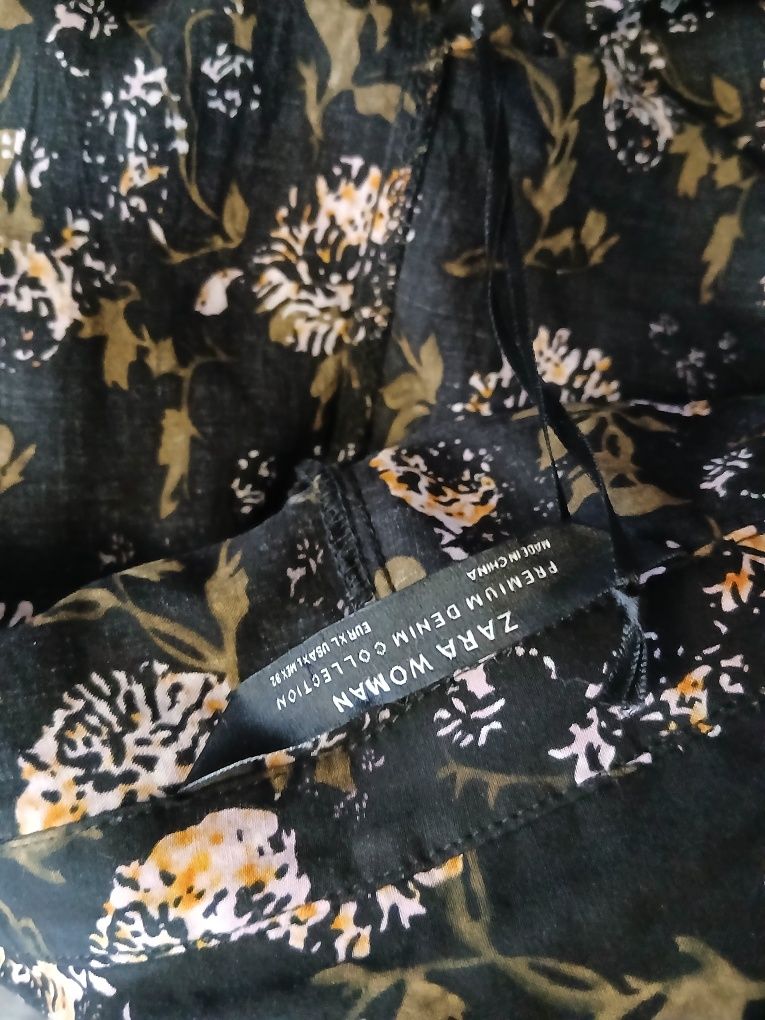 ZARA WOMAN
PREMIUM DENIM COLLECTION
MADE IN CHINA
EUR XL USA XL MEX 32